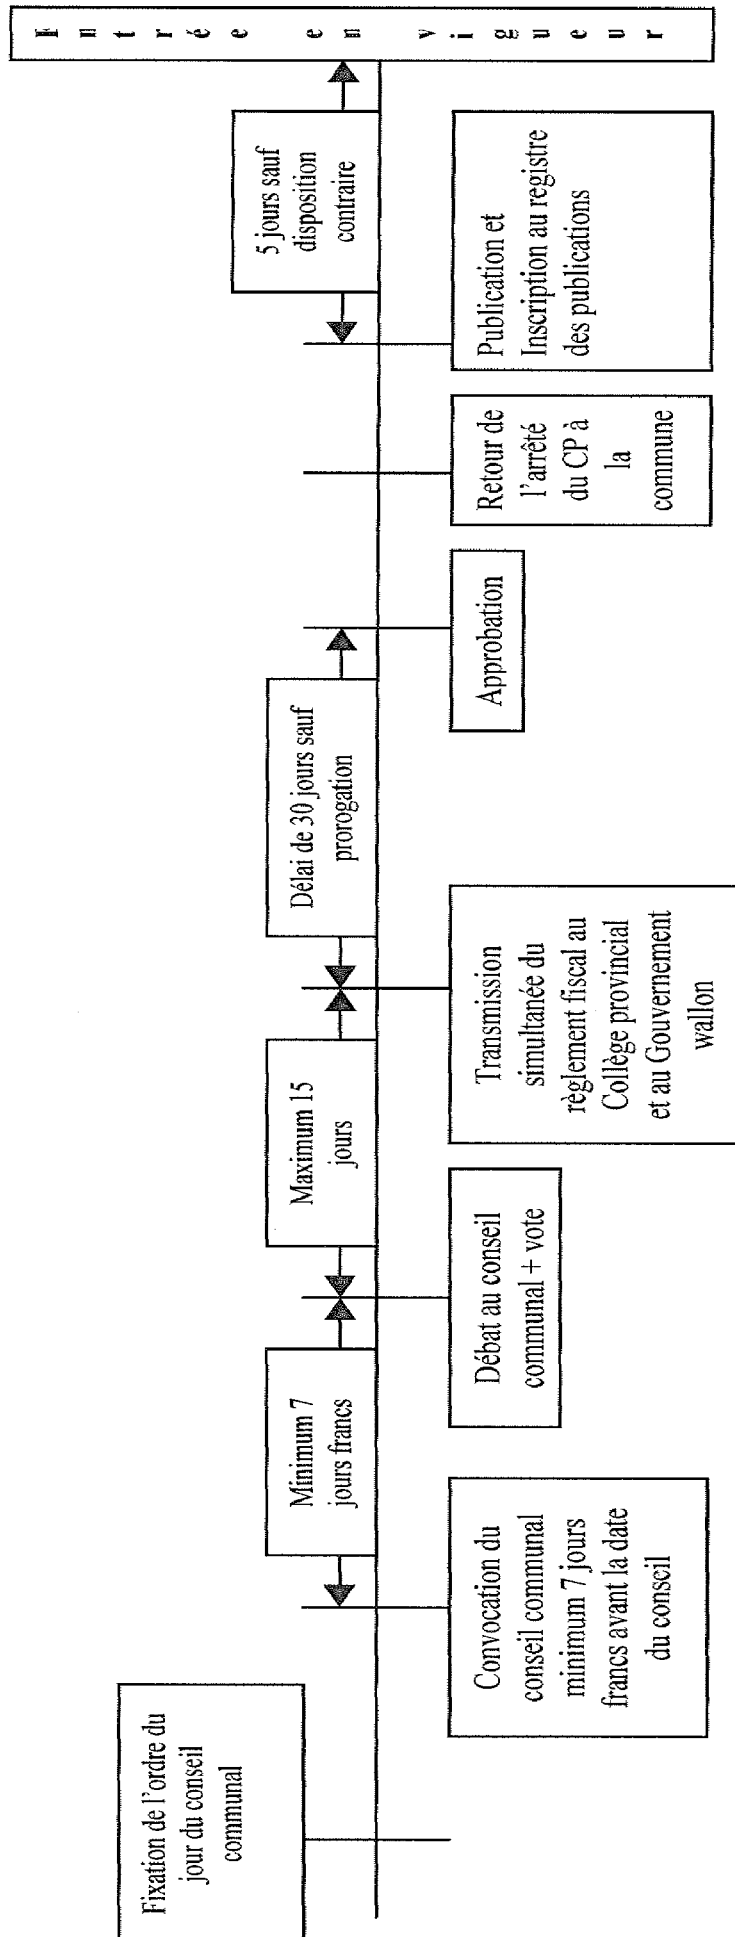 Fixation de l'ordre du
jour du conseil
communal
Convocation du
conseil communal
minimum 7 jours
francs avant la date
du conseil
Minimum 7
jours francs
Débat au conseil
communal + vote
Maximum 15
jours
Transmission
simultanée du
règlement fiscal au
Collège provincial
et au Gouvernement
wallon
Délai de 30 jours sauf
prorogation
Approbation
Retour de
l'arrêté
du CP à
la
commune
Publication et
Inscription au registre
des publications
5 jours sauf
disposition
contraire
Entrée en vigueur